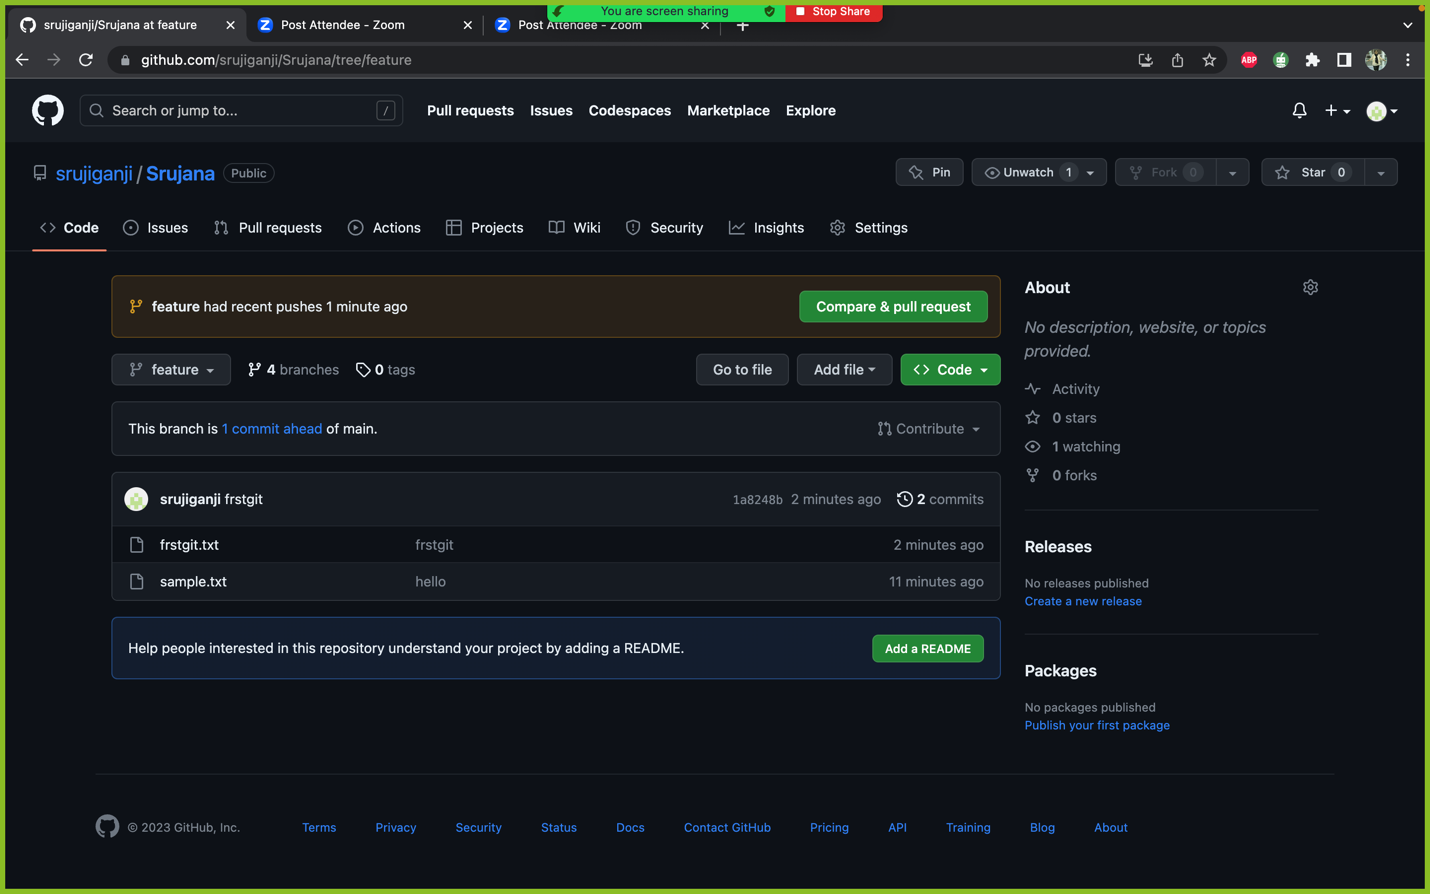 srujiganji/Srujana at feature
Post Attendee - Zoom
Post Attendee - Zoom
You are screen sharing
Stop Share
github.com/srujiganji/Srujana/tree/feature
ABP
Search or jump to...
/
Pull requests
Issues
Codespaces
Marketplace
Explore
srujiganji / Srujana
Public
Pin
Unwatch 1
Fork 0
Star 0
Code
Issues
Pull requests
Actions
Projects
Wiki
Security
Insights
Settings
feature had recent pushes 1 minute ago
Compare & pull request
feature
4 branches
0 tags
Go to file
Add file
Code
This branch is 1 commit ahead of main.
Contribute
srujiganji frstgit
1a8248b 2 minutes ago
2 commits
frstgit.txt
frstgit
2 minutes ago
sample.txt
hello
11 minutes ago
Help people interested in this repository understand your project by adding a README.
Add a README
About
No description, website, or topics
provided.
Activity
0 stars
1 watching
0 forks
Releases
No releases published
Create a new release
Packages
No packages published
Publish your first package
© 2023 GitHub, Inc.
Terms
Privacy
Security
Status
Docs
Contact GitHub
Pricing
API
Training
Blog
About